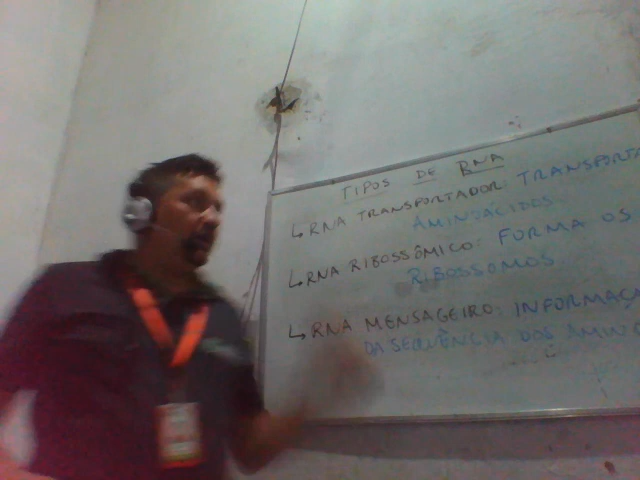 TIPOS DE RNA
↳ RNA TRANSPORTADOR: TRANSPORTA
AMINOÁCIDOS
↳ RNA RIBOSSÔMICO: FORMA OS
RIBOSSOMOS
↳ RNA MENSAGEIRO: INFORMAÇ
DA SEQUÊNCIA DOS AMINO